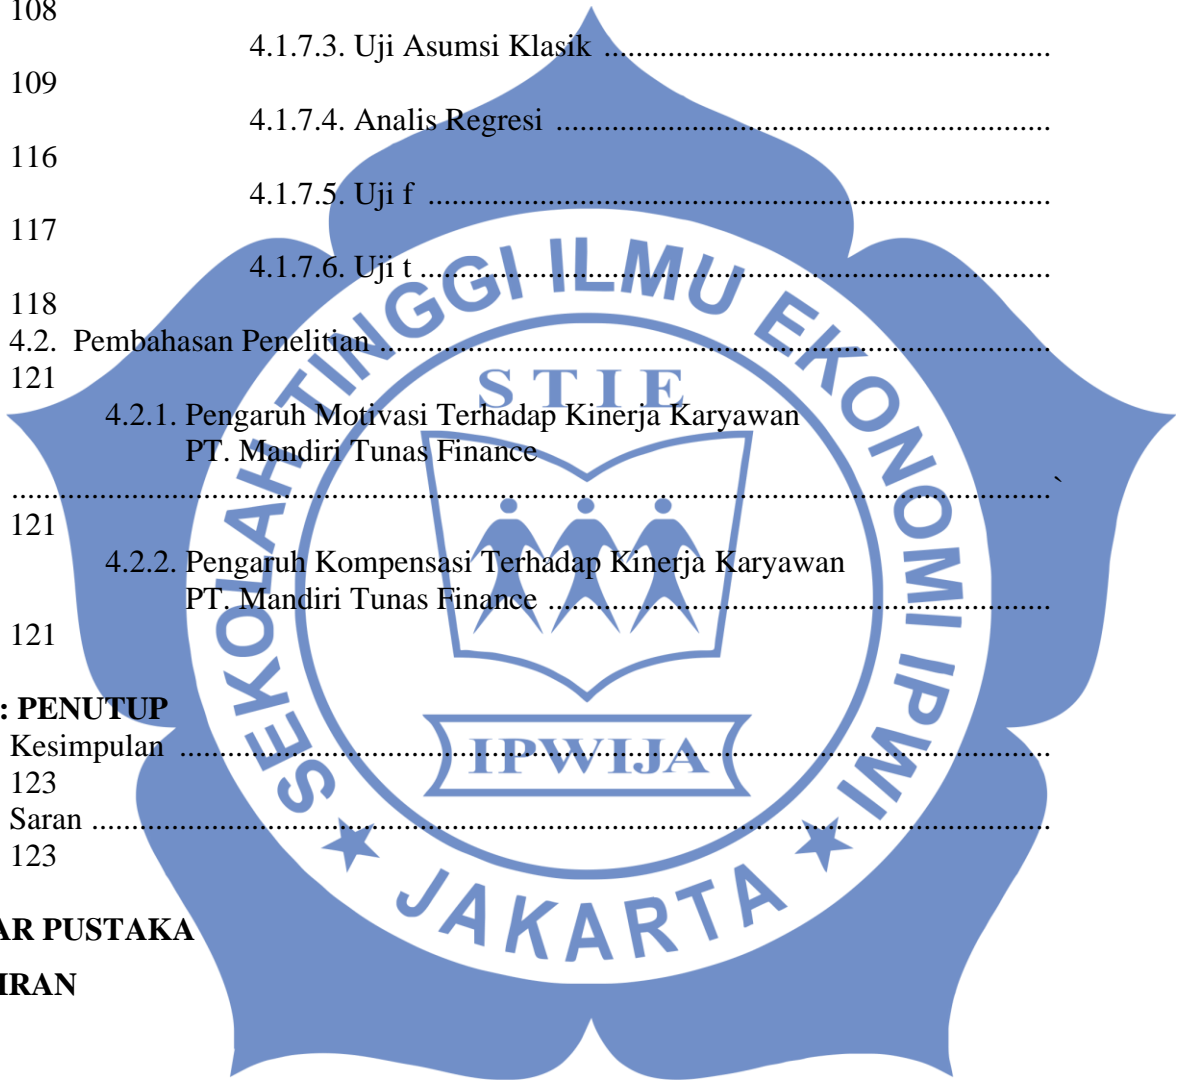 108
4.1.7.3. Uji Asumsi Klasik ........................................................
109
4.1.7.4. Analis Regresi ..............................................................
116
4.1.7.5. Uji f ..............................................................................
117
4.1.7.6. Uji t ...............................................................................
118
4.2. Pembahasan Penelitian ....................................................................................
121
4.2.1. Pengaruh Motivasi Terhadap Kinerja Karyawan
PT. Mandiri Tunas Finance
..................................................................................................................................`
121
4.2.2. Pengaruh Kompensasi Terhadap Kinerja Karyawan
PT. Mandiri Tunas Finance ...............................................................
121
: PENUTUP
Kesimpulan .............................................................................................................
123
Saran ........................................................................................................................
123
AR PUSTAKA
IRAN
SEKOLAH TINGGI ILMU EKONOMI IPWI
STIE
IPWIJA
★ JAKARTA ★